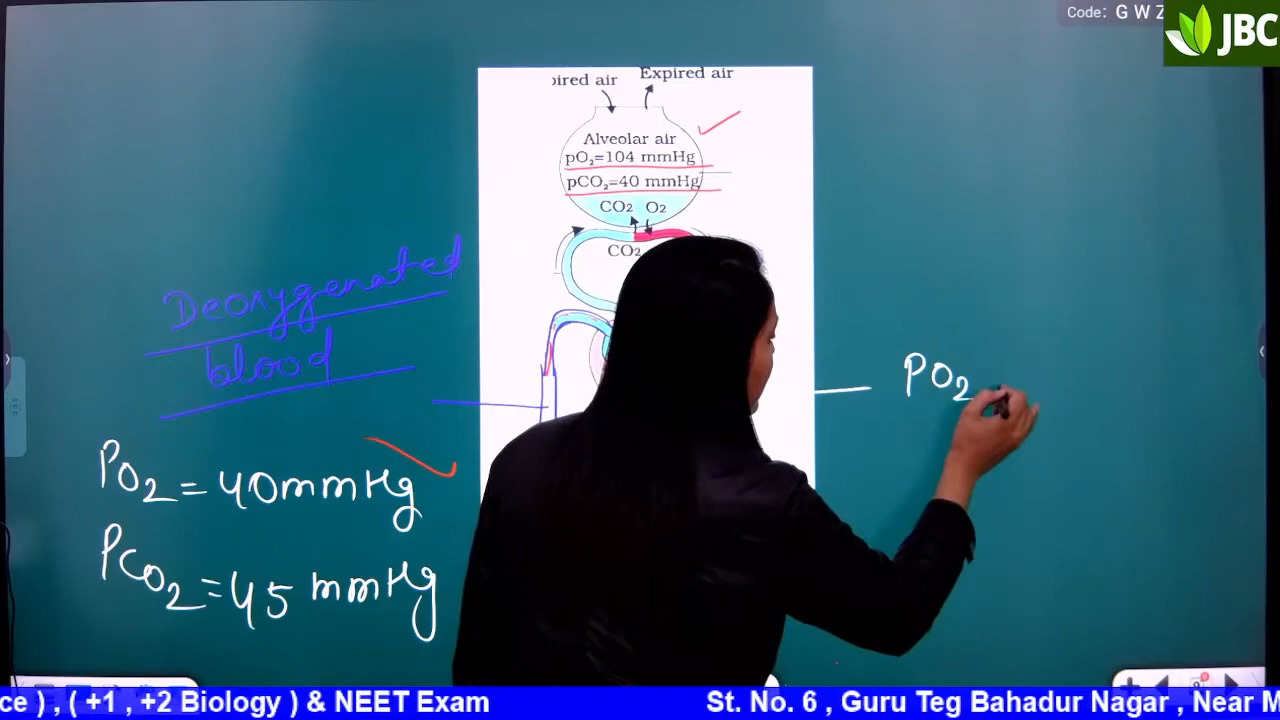 Code: G W Z
JBC
ired air
Expired air
Alveolar air
pO₂=104 mmHg
pCO₂=40 mmHg
CO2 O2
CO2
Deoxygenated
blood
PO2 = 40mmHg
PCO2 = 45 mmHg
PO2
ce ) , ( +1 , +2 Biology ) & NEET Exam
St. No. 6 , Guru Teg Bahadur Nagar , Near M